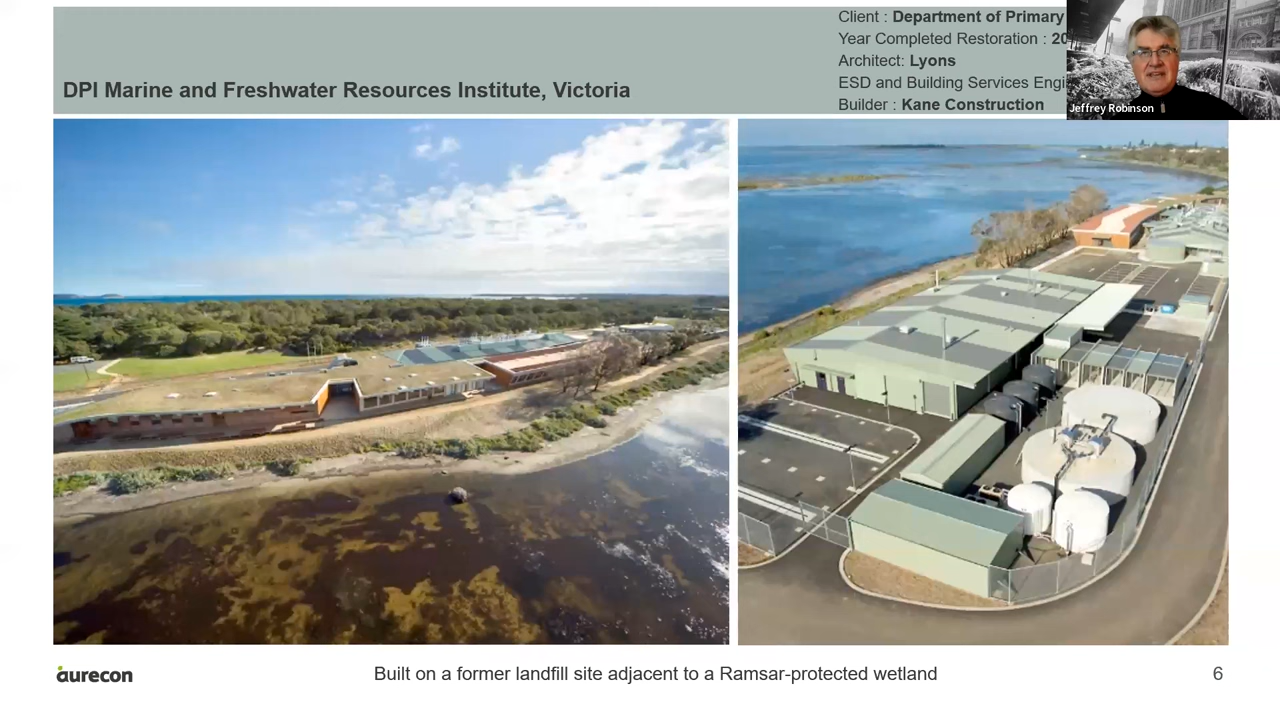 Client : Department of Primary
Year Completed Restoration :
Architect: Lyons
ESD and Building Services
Builder : Kane Construction
DPI Marine and Freshwater Resources Institute, Victoria
Jeffrey Robinson
aurecon
Built on a former landfill site adjacent to a Ramsar-protected wetland
6